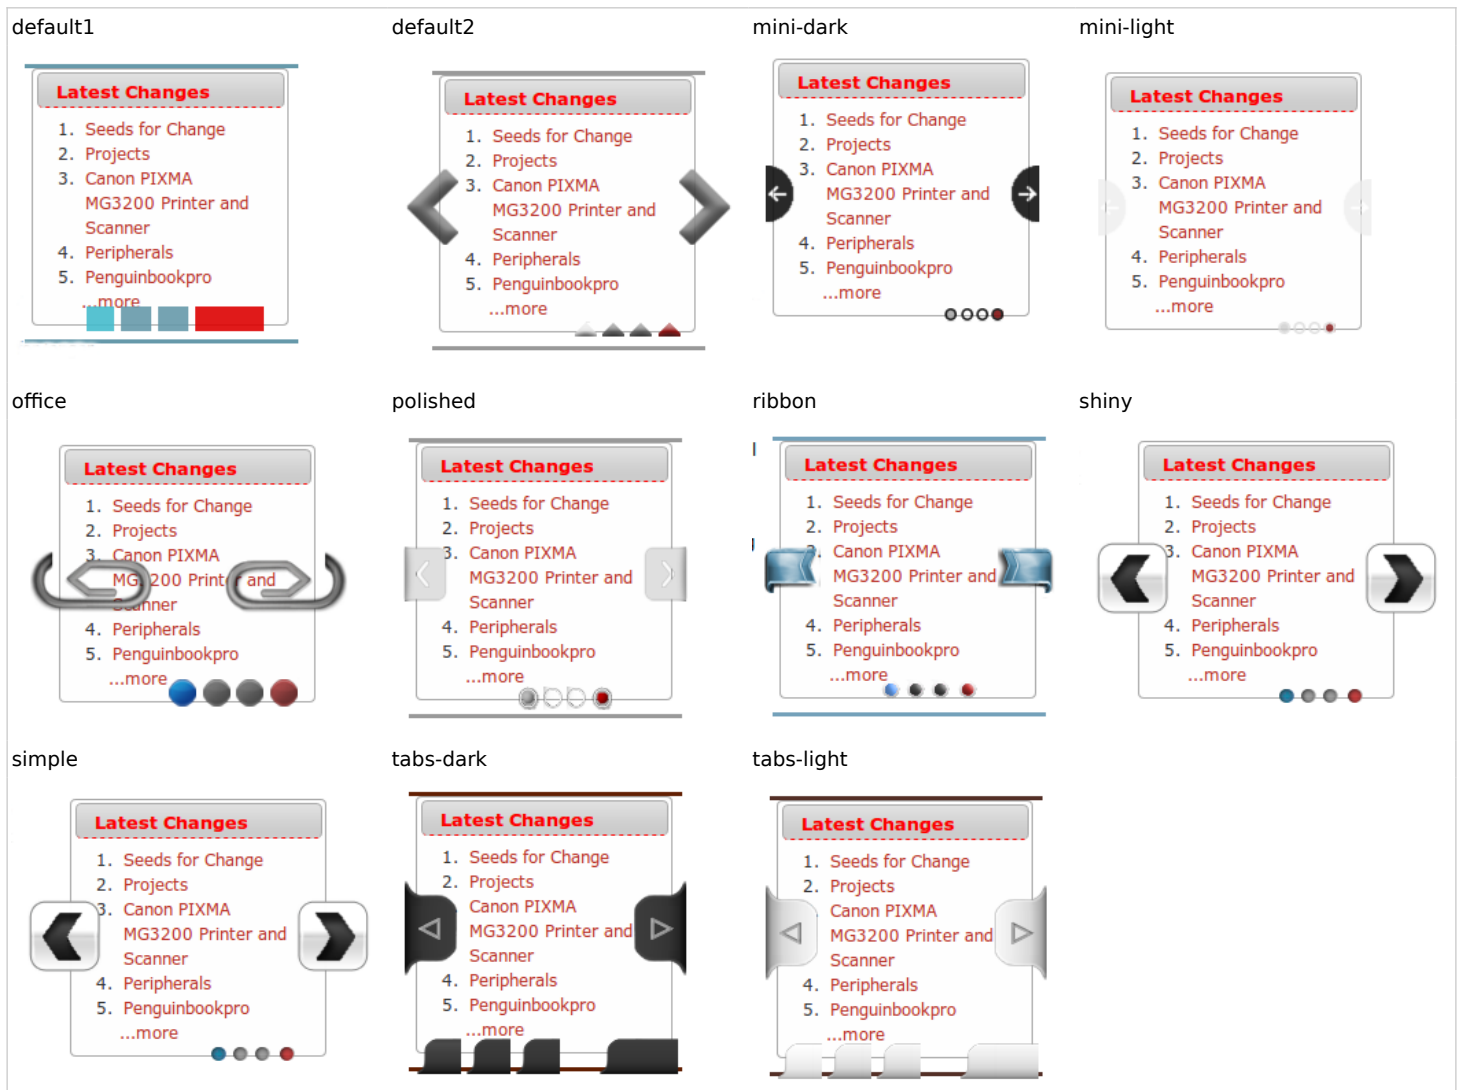 default1
Latest Changes
1. Seeds for Change
2. Projects
3. Canon PIXMA
MG3200 Printer and
Scanner
4. Peripherals
5. Penguinbookpro
...more
default2
Latest Changes
1. Seeds for Change
2. Projects
3. Canon PIXMA
MG3200 Printer and
Scanner
4. Peripherals
5. Penguinbookpro
...more
mini-dark
Latest Changes
1. Seeds for Change
2. Projects
3. Canon PIXMA
MG3200 Printer and
Scanner
4. Peripherals
5. Penguinbookpro
...more
mini-light
Latest Changes
1. Seeds for Change
2. Projects
3. Canon PIXMA
MG3200 Printer and
Scanner
4. Peripherals
5. Penguinbookpro
...more
office
Latest Changes
1. Seeds for Change
2. Projects
3. Canon PIXMA
MG3200 Printer and
Scanner
4. Peripherals
5. Penguinbookpro
...more
polished
Latest Changes
1. Seeds for Change
2. Projects
3. Canon PIXMA
MG3200 Printer and
Scanner
4. Peripherals
5. Penguinbookpro
...more
ribbon
Latest Changes
1. Seeds for Change
2. Projects
Canon PIXMA
MG3200 Printer and
Scanner
4. Peripherals
5. Penguinbookpro
...more
shiny
Latest Changes
1. Seeds for Change
2. Projects
3. Canon PIXMA
MG3200 Printer and
Scanner
4. Peripherals
5. Penguinbookpro
...more
simple
Latest Changes
1. Seeds for Change
2. Projects
3. Canon PIXMA
MG3200 Printer and
Scanner
4. Peripherals
5. Penguinbookpro
...more
tabs-dark
Latest Changes
1. Seeds for Change
2. Projects
Canon PIXMA
MG3200 Printer and
Scanner
4. Peripherals
5. Penguinbookpro
...more
tabs-light
Latest Changes
1. Seeds for Change
2. Projects
Canon PIXMA
MG3200 Printer and
Scanner
4. Peripherals
5. Penguinbookpro
...more